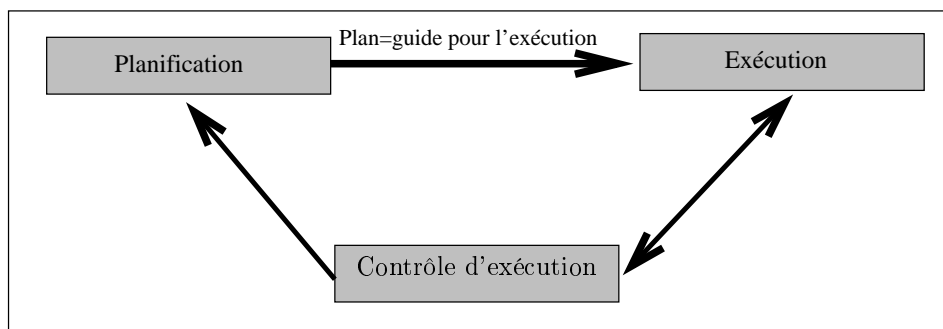 Plan=guide pour l'exécution
Planification
Exécution
Contrôle d'exécution